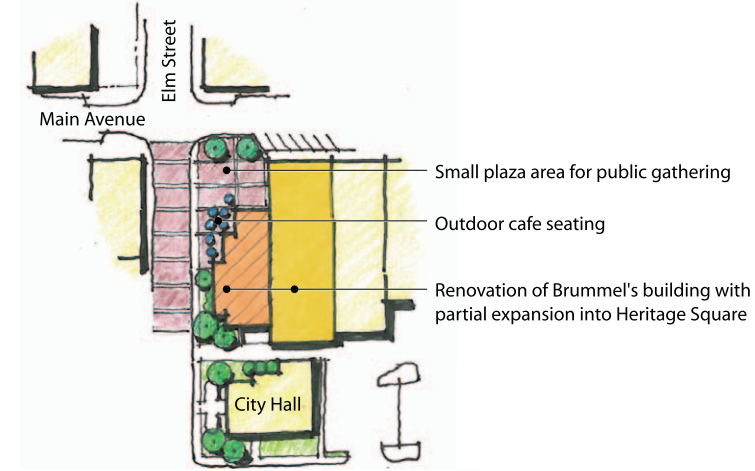 Elm Street
Main Avenue
Small plaza area for public gathering
Outdoor cafe seating
Renovation of Brummel's building with
partial expansion into Heritage Square
City Hall